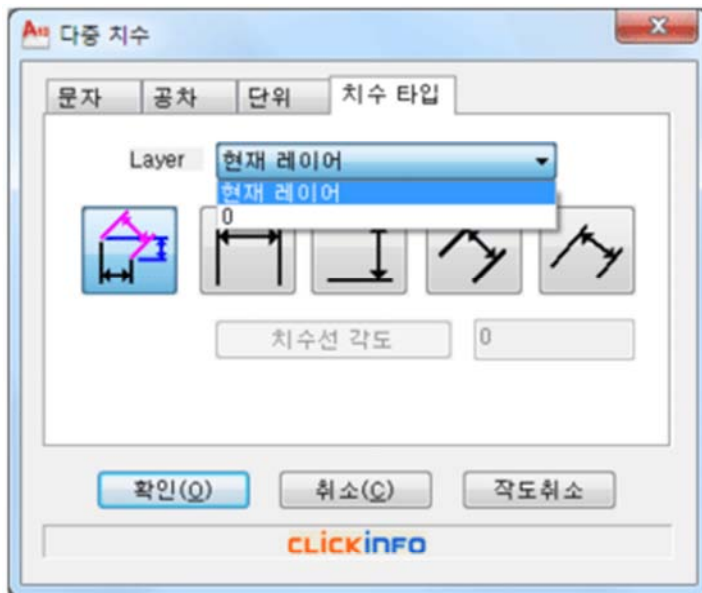 다중 치수
문자 공차 단위 치수 타입
Layer 현재 레이어
현재 레이어
0
치수선 각도 0
확인(O) 취소(C) 작도취소
CLICKINFO